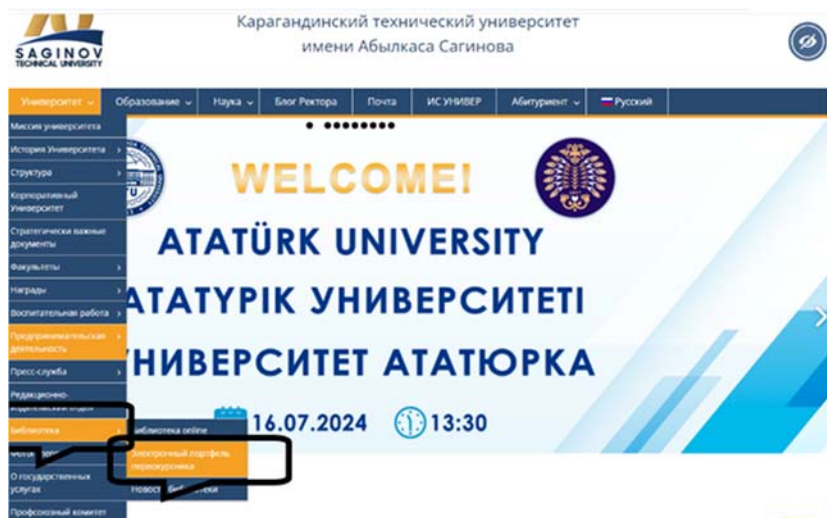 SAGINOV
TECHNICAL UNIVERSITY
Карагандинский технический университет
имени Абылкаса Сагинова
Университет
Образование
Наука
Блог Ректора
Почта
ИС УНИВЕР
Абитуриент
Русский
Миссия университета
История Университета
Структура
Корпоративный
Университет
Стратегически важные
документы
Факультеты
Награды
Воспитательная работа
Предпринимательская
деятельность
Пресс-служба
Редакционно-
издательский отдел
Библиотека
О государственных
услугах
Профсоюзный комитет
Библиотека online
Электронный портфель
первокурсника
Новости библиотеки
WELCOME!
ATATÜRK UNIVERSITY
АТАТҮРІК УНИВЕРСИТЕТІ
УНИВЕРСИТЕТ АТАТЮРКА
16.07.2024
13:30